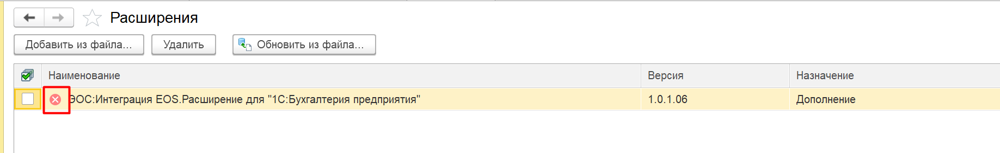 Расширения
Добавить из файла... Удалить Обновить из файла...
Наименование Версия Назначение
ЭОС:Интеграция EOS.Расширение для "1С:Бухгалтерия предприятия" 1.0.1.06 Дополнение